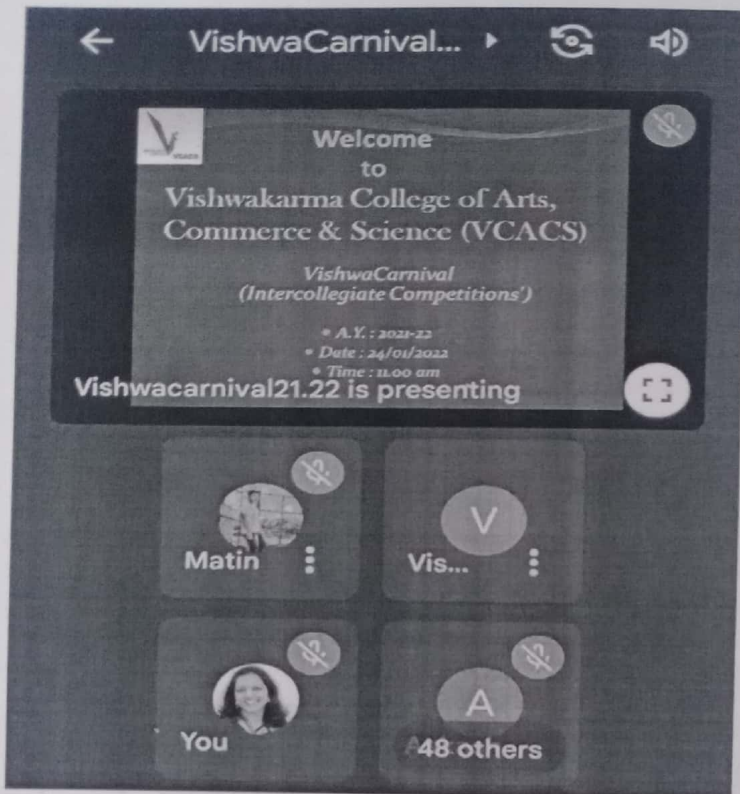 VishwaCarnival...
VCACS
Welcome
to
Vishwakarma College of Arts,
Commerce & Science (VCACS)
VishwaCarnival
(Intercollegiate Competitions')
• A.Y. : 2021-22
• Date : 24/01/2022
• Time : 11.00 am
Vishwacarnival21.22 is presenting
Matin
V
Vis...
You
A
48 others